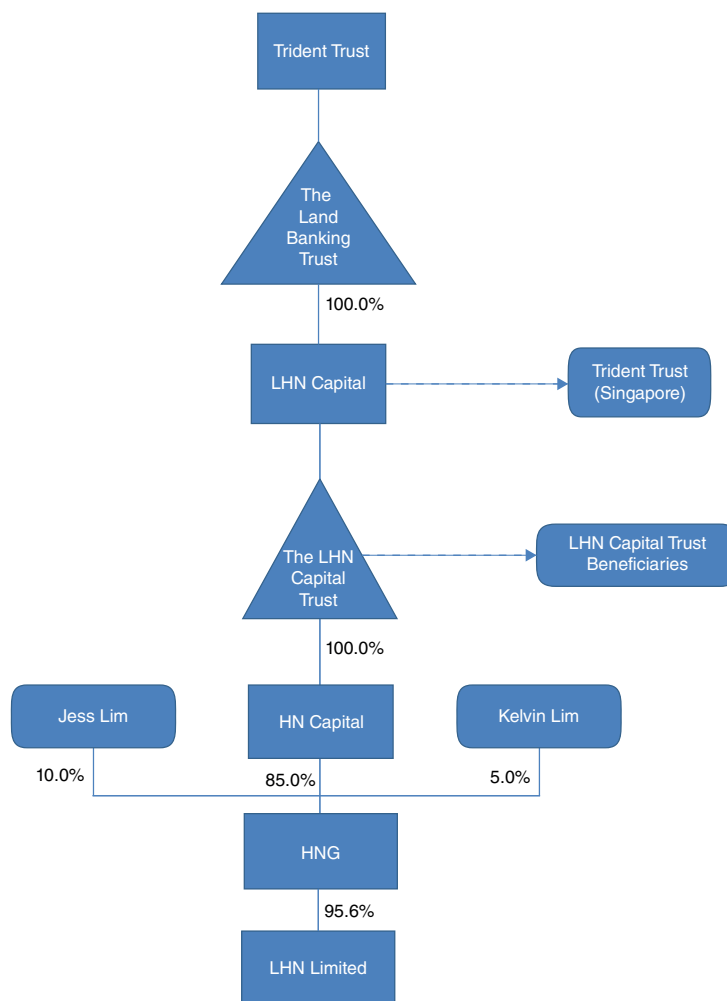 Trident Trust
The
Land
Banking
Trust
100.0%
LHN Capital
Trident Trust
(Singapore)
The LHN
Capital
Trust
LHN Capital Trust
Beneficiaries
100.0%
Jess Lim
HN Capital
Kelvin Lim
10.0%
85.0%
5.0%
HNG
95.6%
LHN Limited